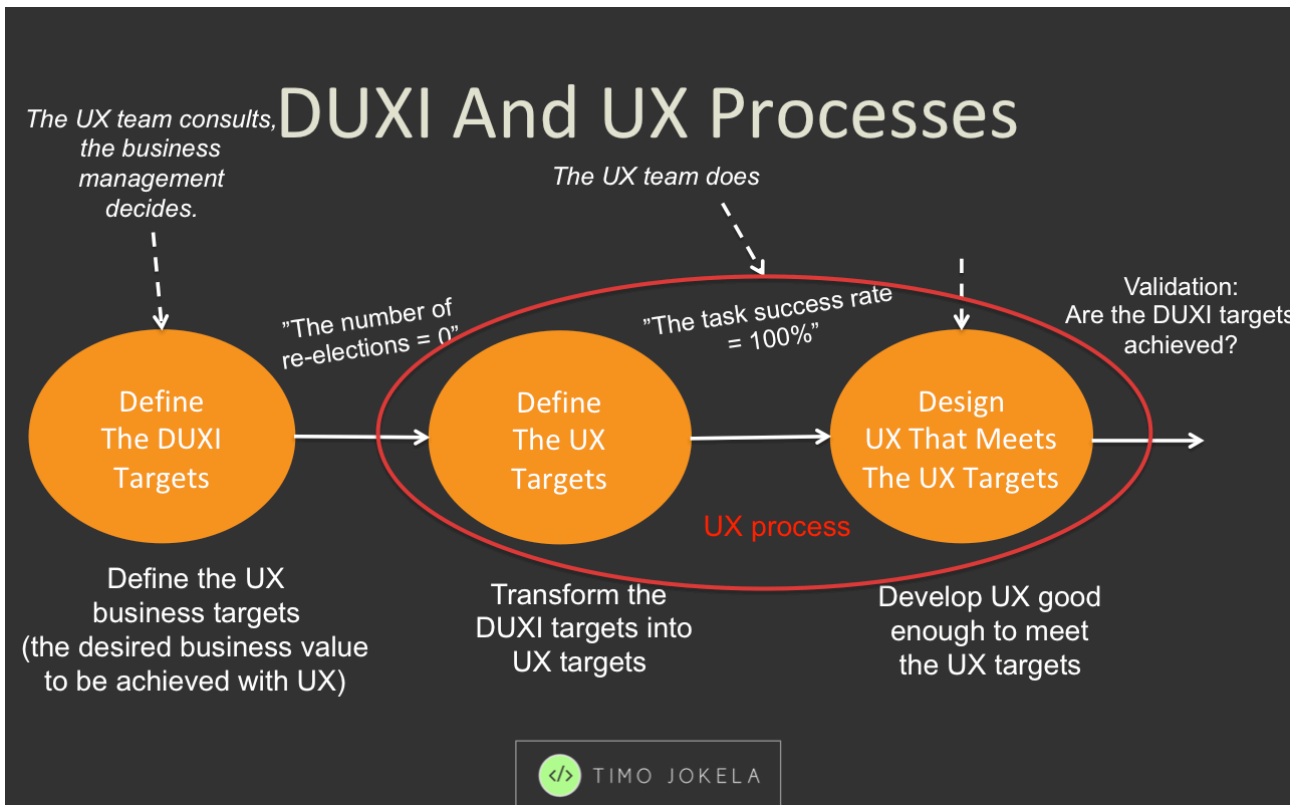 DUXI And UX Processes
The UX team consults,
the business
management
decides.
The UX team does
”The number of
re-elections = 0”
”The task success rate
= 100%”
Validation:
Are the DUXI targets
achieved?
Define
The DUXI
Targets
Define
The UX
Targets
Design
UX That Meets
The UX Targets
UX process
Define the UX
business targets
(the desired business value
to be achieved with UX)
Transform the
DUXI targets into
UX targets
Develop UX good
enough to meet
the UX targets
</> TIMO JOKELA